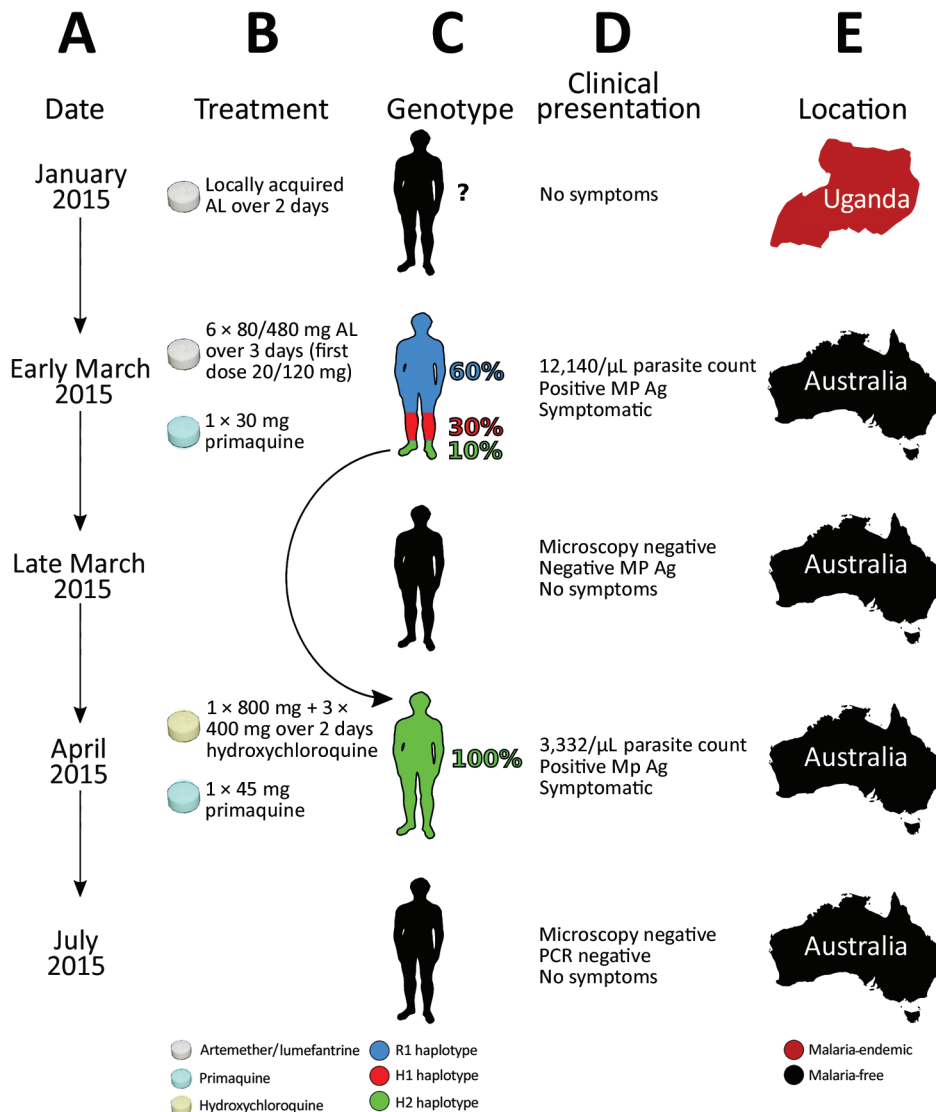 A
B
C
D
E
Date
Treatment
Genotype
Clinical
presentation
Location
January
2015
Locally acquired
AL over 2 days
?
No symptoms
Uganda
Early March
2015
6 × 80/480 mg AL
over 3 days (first
dose 20/120 mg)
1 × 30 mg
primaquine
60%
30%
10%
12,140/µL parasite count
Positive MP Ag
Symptomatic
Australia
Late March
2015
Microscopy negative
Negative MP Ag
No symptoms
Australia
April
2015
1 × 800 mg + 3 ×
400 mg over 2 days
hydroxychloroquine
1 × 45 mg
primaquine
100%
3,332/µL parasite count
Positive Mp Ag
Symptomatic
Australia
July
2015
Microscopy negative
PCR negative
No symptoms
Australia
Artemether/lumefantrine
Primaquine
Hydroxychloroquine
R1 haplotype
H1 haplotype
H2 haplotype
Malaria-endemic
Malaria-free